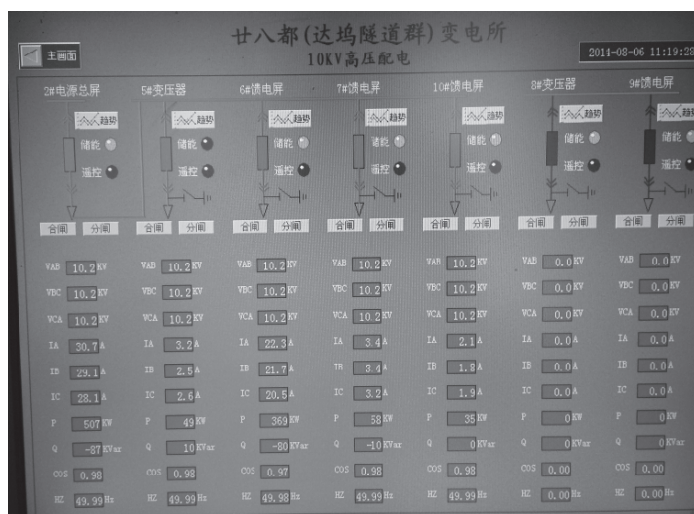 廿八都(达坞隧道群)变电所
主画面
10KV高压配电
2014-08-06 11:19:28
2#电源总屏 5#变压器 6#馈电屏 7#馈电屏 10#馈电屏 8#变压器 9#馈电屏
趋势 趋势 趋势 趋势 趋势 趋势 趋势
储能 储能 储能 储能 储能 储能 储能
遥控 遥控 遥控 遥控 遥控 遥控 遥控
合闸 分闸 合闸 分闸 合闸 分闸 合闸 分闸 合闸 分闸 合闸 分闸 合闸 分闸
VAB 10.2 KV VAB 10.2 KV VAB 10.2 KV VAB 10.2 KV VAB 10.2 KV VAB 0.0 KV VAB 0.0 KV
VBC 10.2 KV VBC 10.2 KV VBC 10.2 KV VBC 10.2 KV VBC 10.2 KV VBC 0.0 KV VBC 0.0 KV
VCA 10.2 KV VCA 10.2 KV VCA 10.2 KV VCA 10.2 KV VCA 10.2 KV VCA 0.0 KV VCA 0.0 KV
IA 30.7 A IA 3.2 A IA 22.3 A IA 3.4 A IA 2.1 A IA 0.0 A IA 0.0 A
IB 29.1 A IB 2.5 A IB 21.7 A IB 3.4 A IB 1.8 A IB 0.0 A IB 0.0 A
IC 28.1 A IC 2.6 A IC 20.5 A IC 3.2 A IC 1.9 A IC 0.0 A IC 0.0 A
P 507 KW P 49 KW P 369 KW P 58 KW P 35 KW P 0 KW P 0 KW
Q -87 KVar Q 10 KVar Q -80 KVar Q -10 KVar Q 0 KVar Q 0 KVar Q 0 KVar
COS 0.98 COS 0.98 COS 0.97 COS 0.98 COS 0.98 COS 0.00 COS 0.00
HZ 49.99 Hz HZ 49.99 Hz HZ 49.98 Hz HZ 49.99 Hz HZ 49.99 Hz HZ 0.00 Hz HZ 0.00 Hz